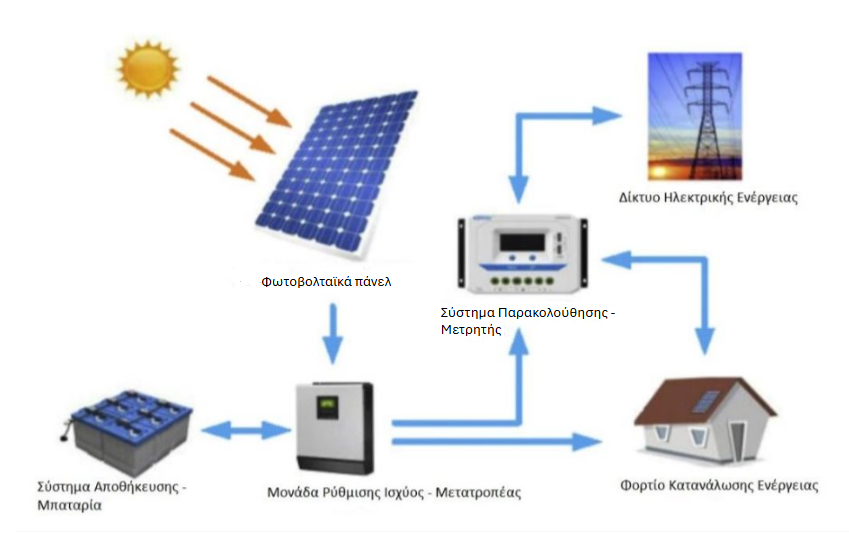 Δίκτυο Ηλεκτρικής Ενέργειας
Φωτοβολταϊκά πάνελ
Σύστημα Παρακολούθησης -
Μετρητής
Σύστημα Αποθήκευσης -
Μπαταρία
Μονάδα Ρύθμισης Ισχύος - Μετατροπέας
Φορτίο Κατανάλωσης Ενέργειας